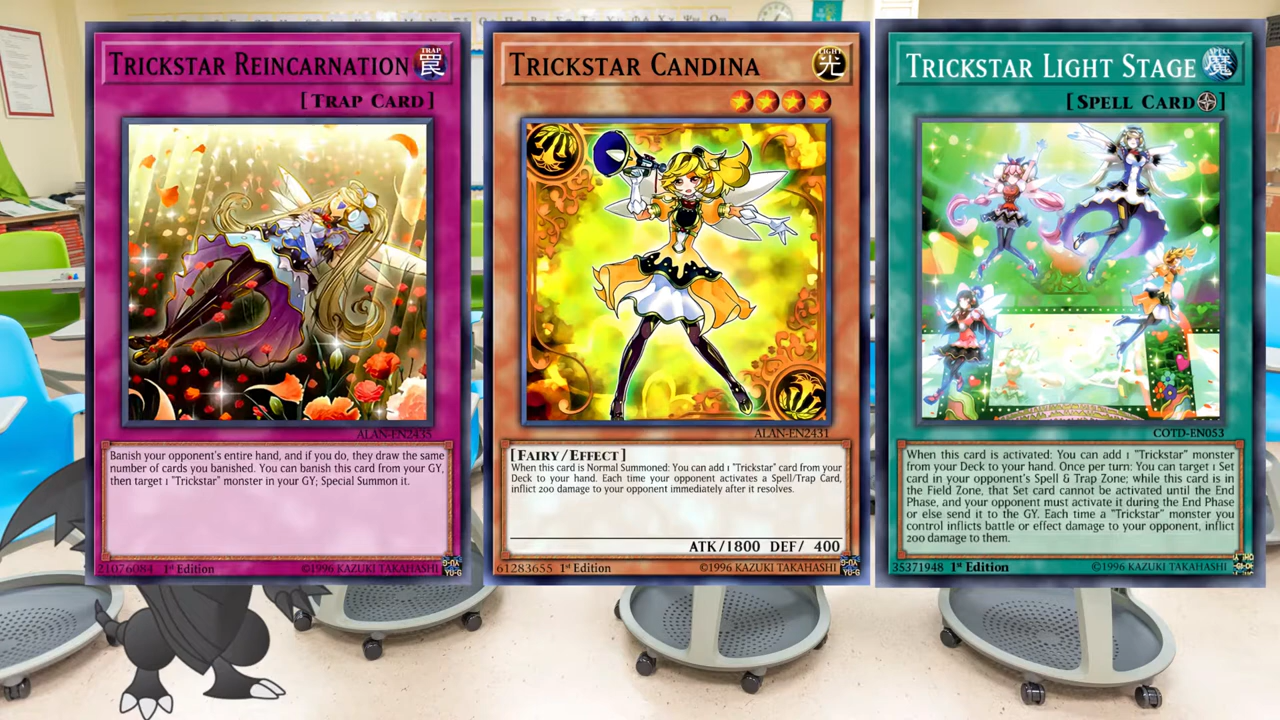 TRICKSTAR REINCARNATION
TRAP
罠
[TRAP CARD]
ALAN-EN2435
Banish your opponent's entire hand, and if you do, they draw the same
number of cards you banished. You can banish this card from your GY,
then target 1 "Trickstar" monster in your GY; Special Summon it.
21076084 1st Edition
©1996 KAZUKI TAKAHASHI
TRICKSTAR CANDINA
LIGHT
光
ALAN-EN2431
[FAIRY/EFFECT]
When this card is Normal Summoned: You can add 1 "Trickstar" card from your
Deck to your hand. Each time your opponent activates a Spell/Trap Card,
inflict 200 damage to your opponent immediately after it resolves.
ATK/1800 DEF/ 400
61283655 1st Edition
©1996 KAZUKI TAKAHASHI
TRICKSTAR LIGHT STAGE
SPELL
魔
[SPELL CARD]
COTD-EN053
When this card is activated: You can add 1 "Trickstar" monster
from your Deck to your hand. Once per turn: You can target 1 Set
card in your opponent's Spell & Trap Zone; while this card is in
the Field Zone, that Set card cannot be activated until the End
Phase, and your opponent must activate it during the End Phase
or else send it to the GY. Each time a "Trickstar" monster you
control inflicts battle or effect damage to your opponent, inflict
200 damage to them.
35371948 1st Edition
©1996 KAZUKI TAKAHASHI